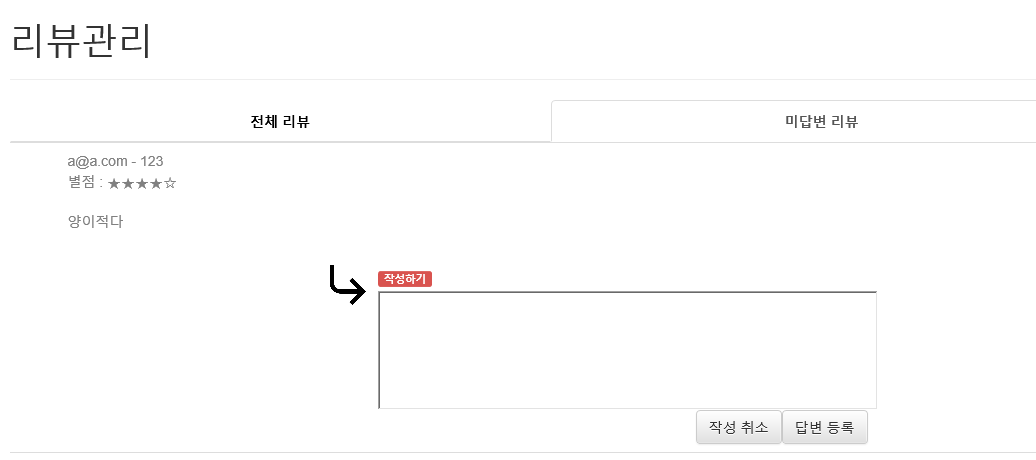 리뷰관리
전체 리뷰
미답변 리뷰
a@a.com - 123
별점 : ★★★★☆
양이적다
작성하기
작성 취소
답변 등록